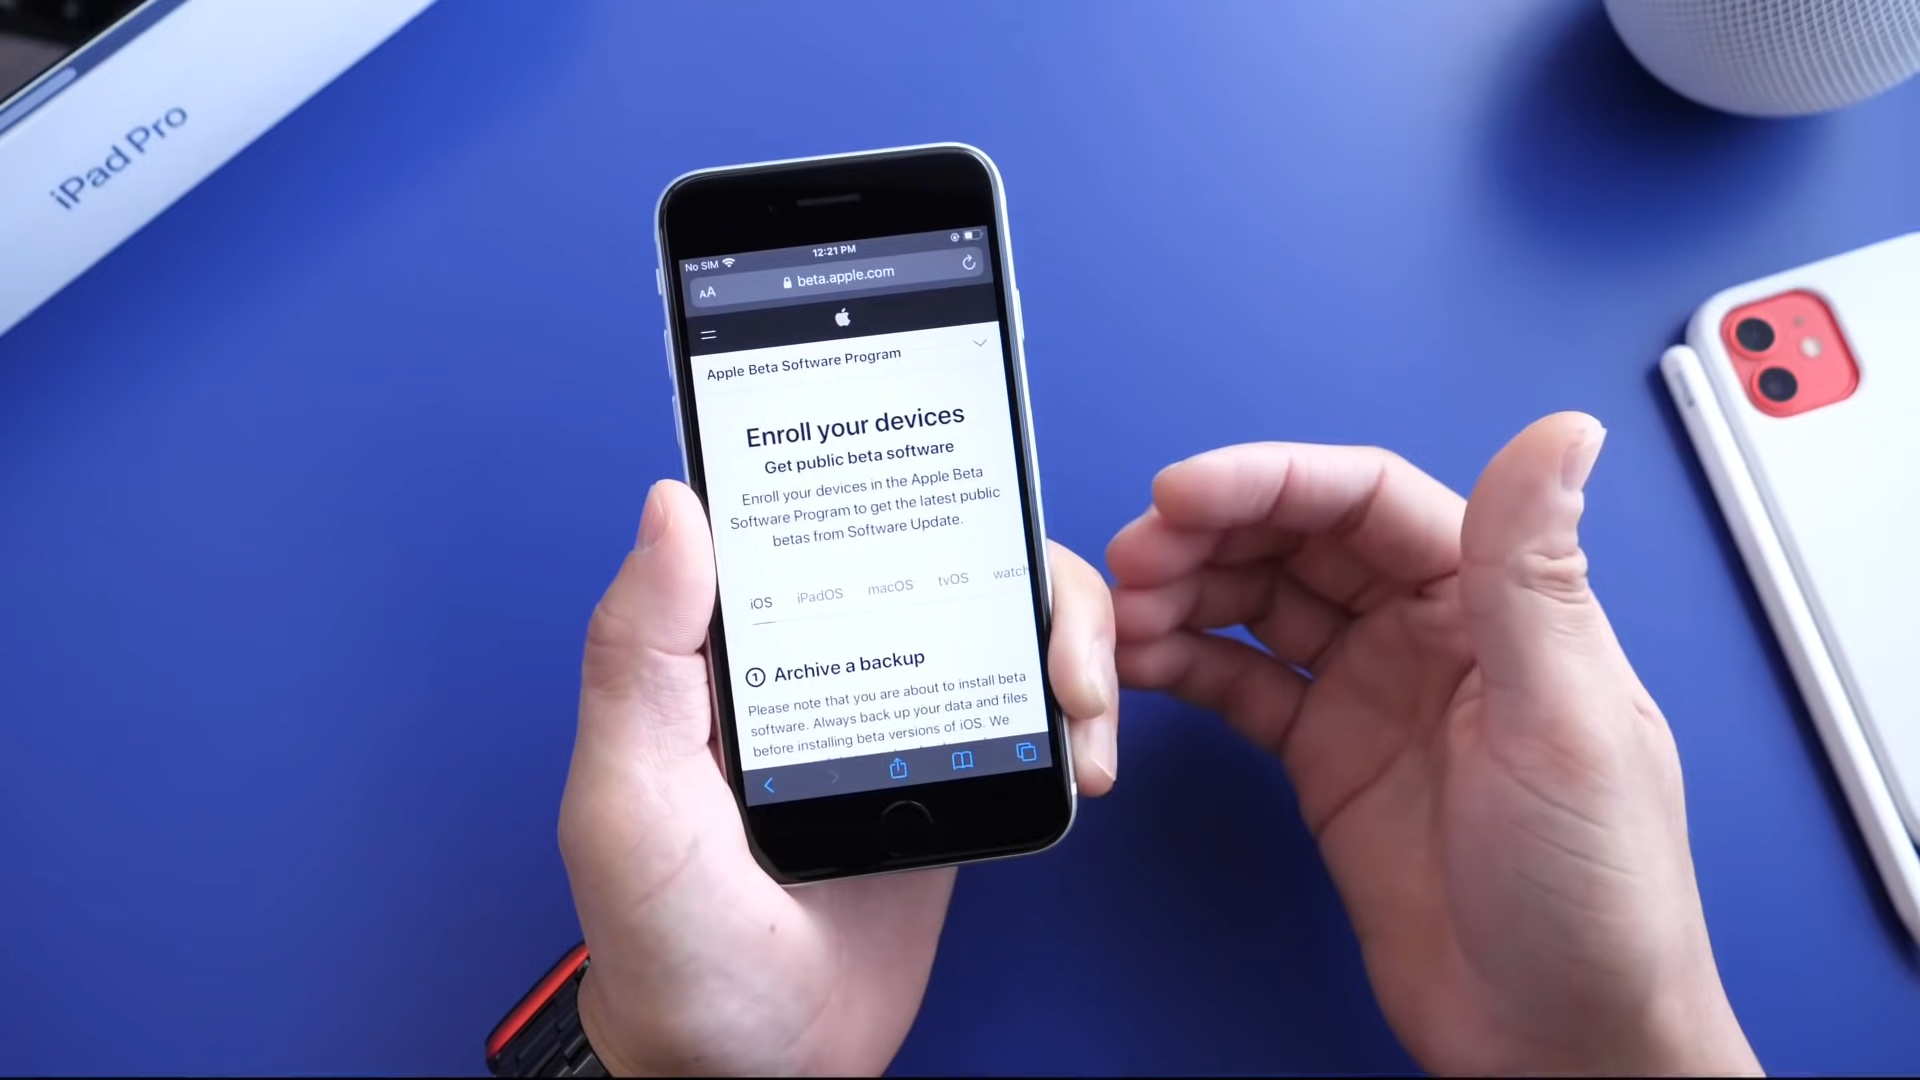 iPad Pro
No SIM
12:21 PM
AA
beta.apple.com
Apple Beta Software Program
Enroll your devices
Get public beta software
Enroll your devices in the Apple Beta
Software Program to get the latest public
betas from Software Update.
iOS iPadOS macOS tvOS watch
1 Archive a backup
Please note that you are about to install beta
software. Always back up your data and files
before installing beta versions of iOS. We